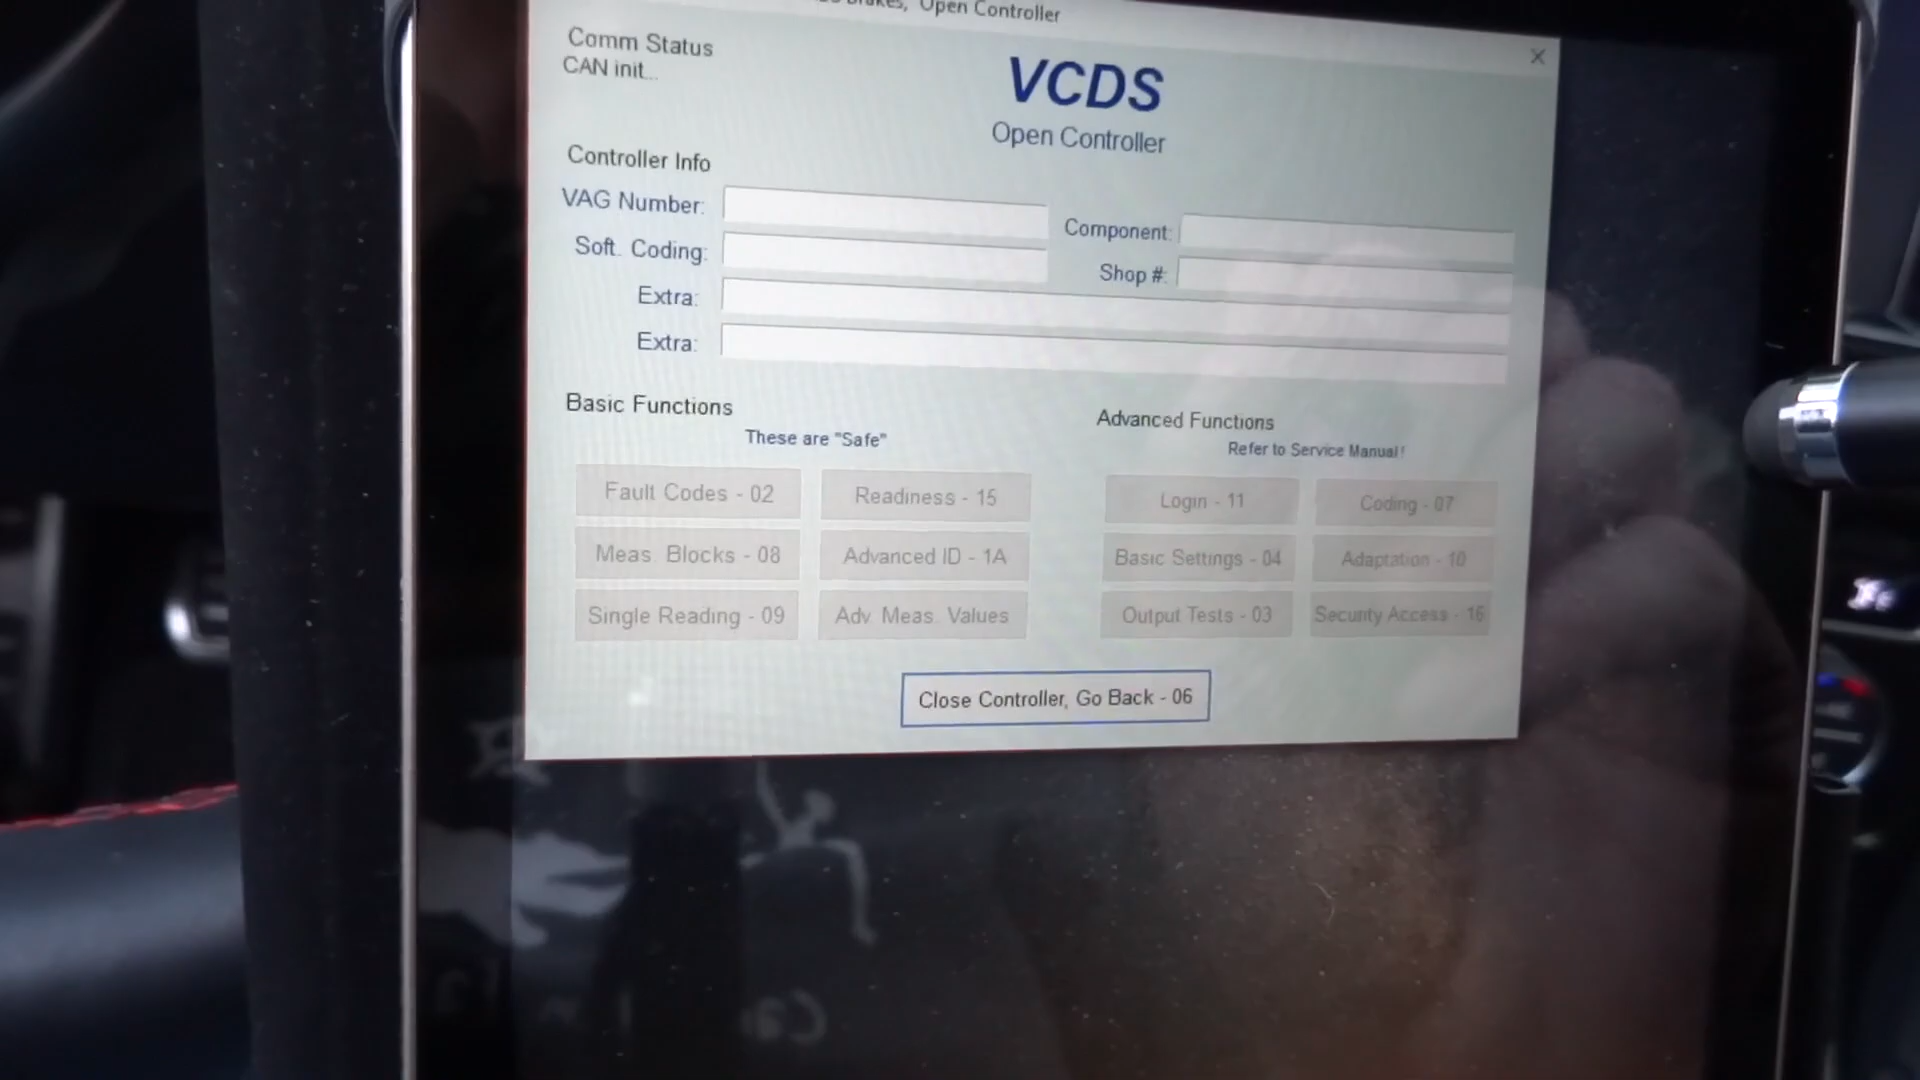 Open Controller
Comm Status
CAN init...
VCDS
Open Controller
Controller Info
VAG Number:
Component:
Soft. Coding:
Shop #:
Extra:
Extra:
Basic Functions
These are "Safe"
Advanced Functions
Refer to Service Manual!
Fault Codes - 02
Readiness - 15
Login - 11
Coding - 07
Meas. Blocks - 08
Advanced ID - 1A
Basic Settings - 04
Adaptation - 10
Single Reading - 09
Adv. Meas. Values
Output Tests - 03
Security Access - 16
Close Controller, Go Back - 06